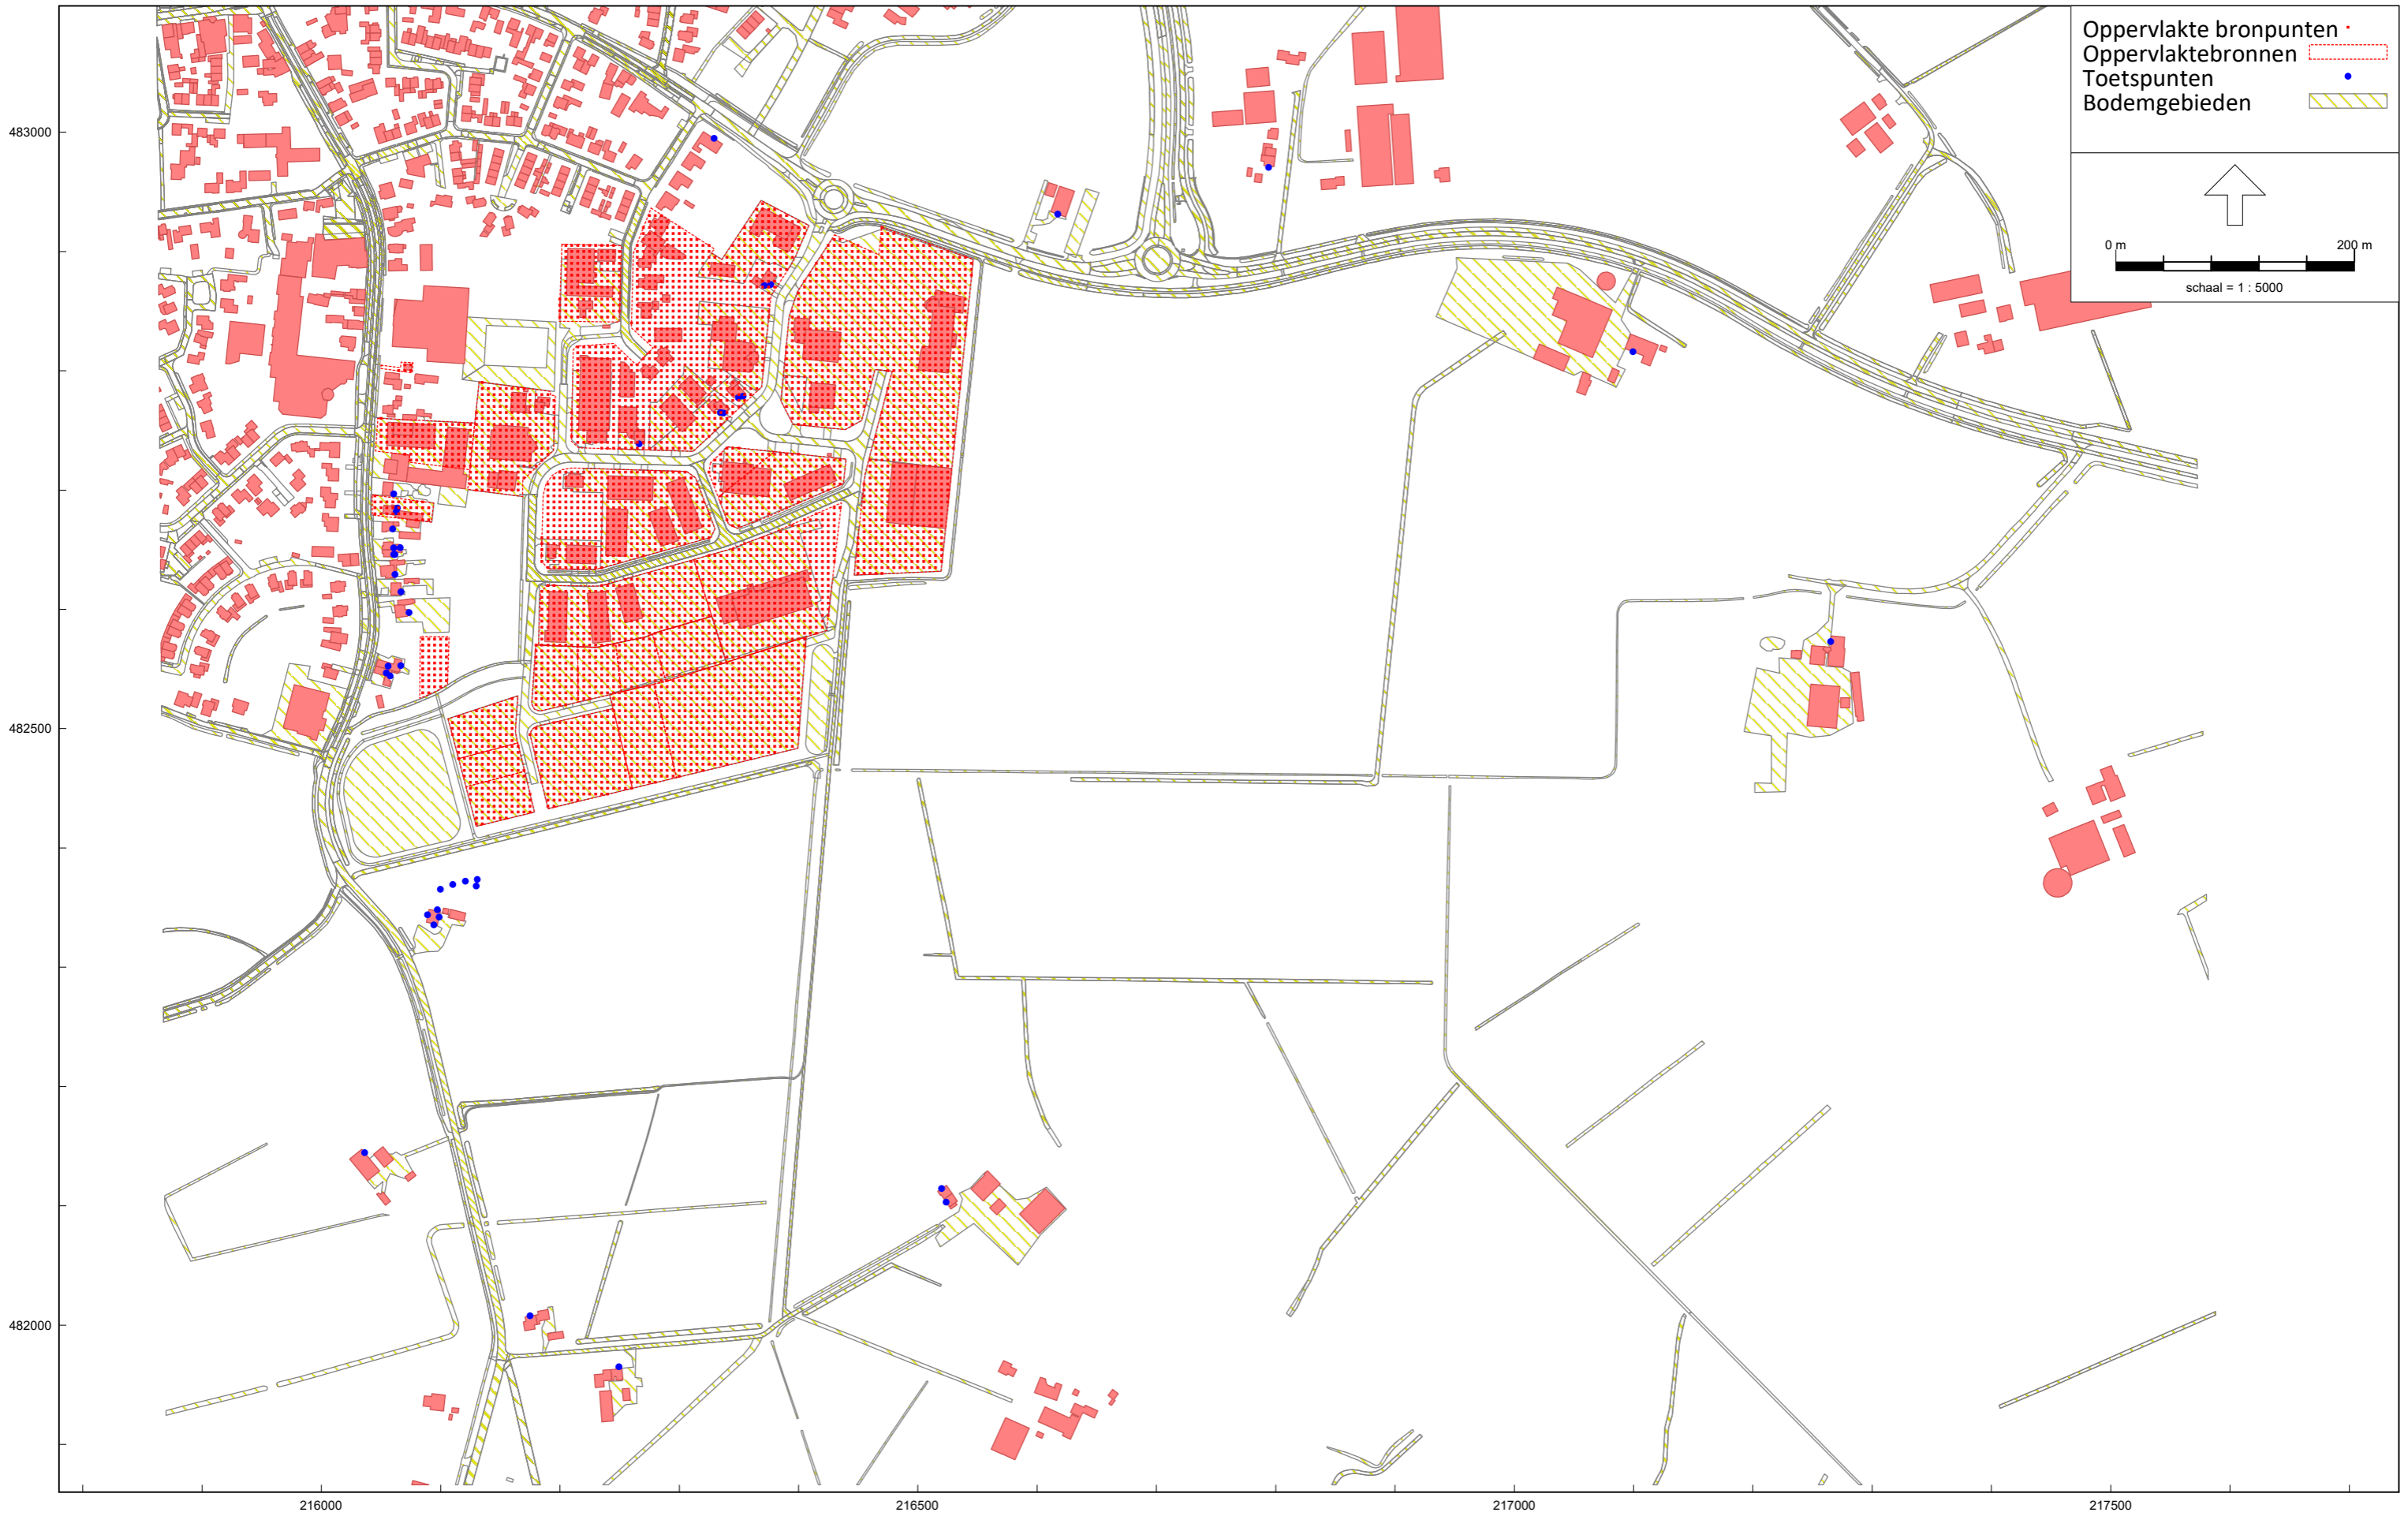 Oppervlakte bronpunten
Oppervlaktebronnen
Toetspunten
Bodemgebieden
0 m 200 m
schaal = 1 : 5000
483000
482500
482000
216000 216500 217000 217500